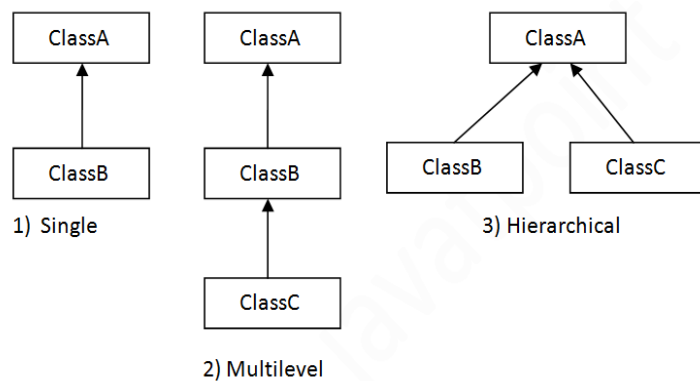 ClassA
ClassB
1) Single
ClassA
ClassB
ClassC
2) Multilevel
ClassA
ClassB
ClassC
3) Hierarchical